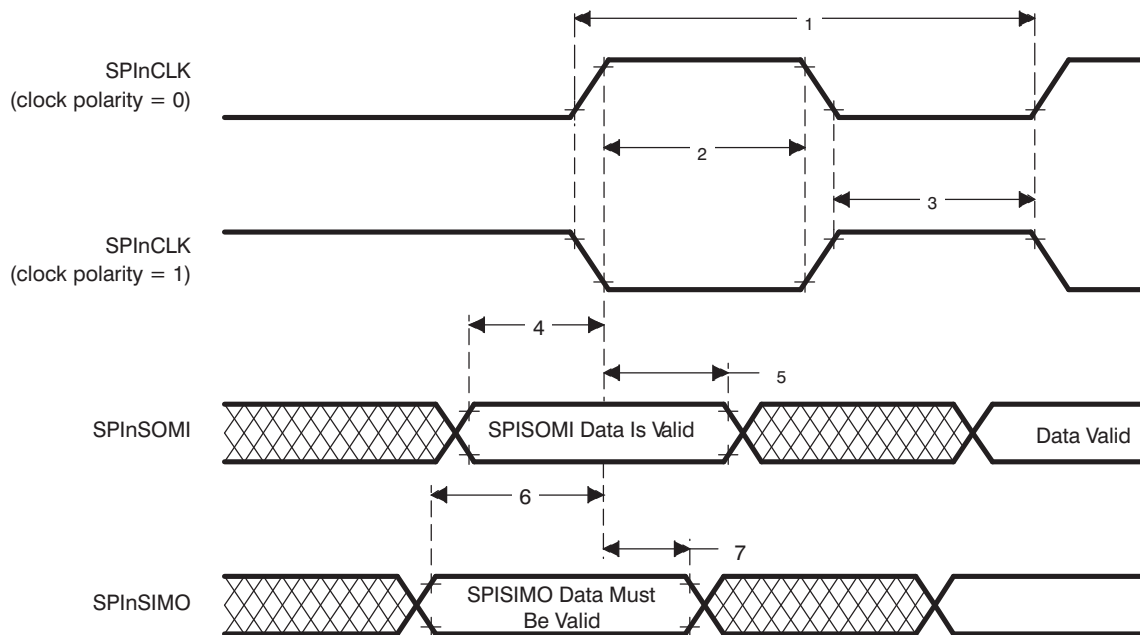 1
SPInCLK
(clock polarity = 0)
2
3
SPInCLK
(clock polarity = 1)
4
5
SPInSOMI
SPISOMI Data Is Valid
Data Valid
6
7
SPInSIMO
SPISIMO Data Must
Be Valid